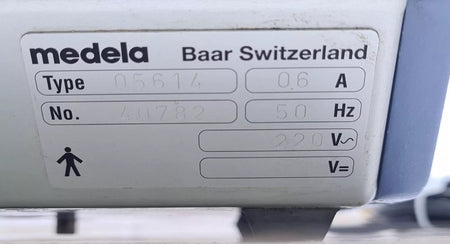 medela Baar Switzerland
Type 05614 0.6 A
No. 40782 50 Hz
220 V~
V=